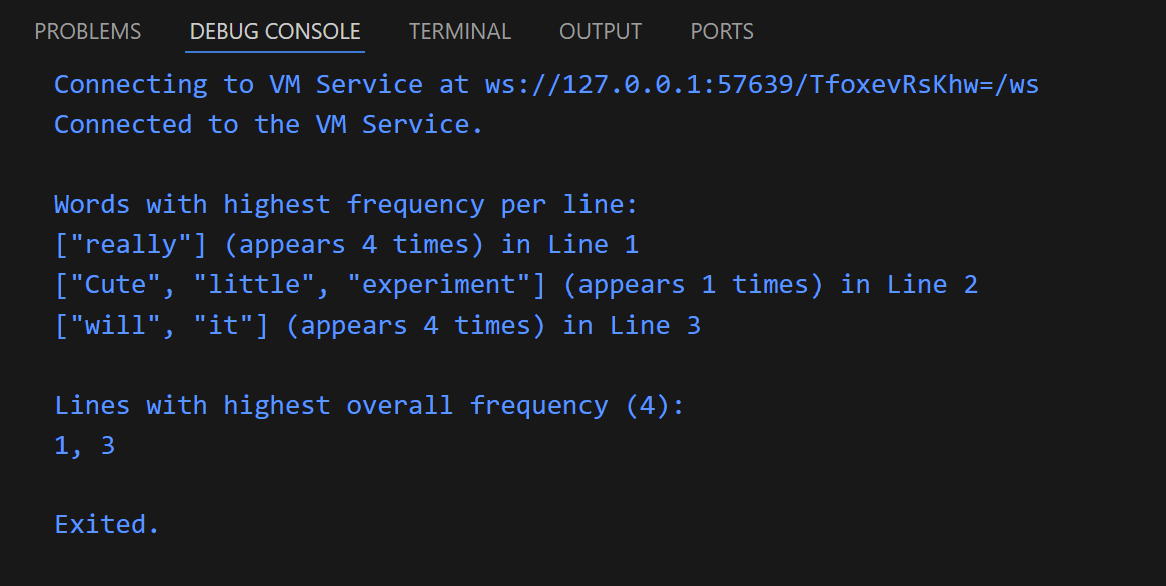 PROBLEMS DEBUG CONSOLE TERMINAL OUTPUT PORTS
Connecting to VM Service at ws://127.0.0.1:57639/TfoxevRsKhw=/ws
Connected to the VM Service.
Words with highest frequency per line:
["really"] (appears 4 times) in Line 1
["Cute", "little", "experiment"] (appears 1 times) in Line 2
["will", "it"] (appears 4 times) in Line 3
Lines with highest overall frequency (4):
1, 3
Exited.